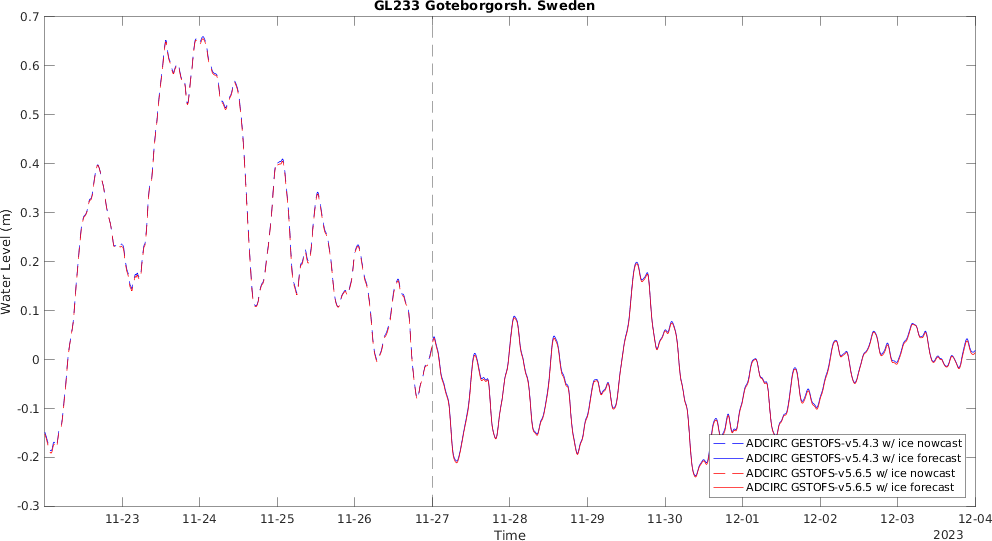 GL233 Goteborgorsh. Sweden
0.7
0.6
0.5
0.4
0.3
0.2
0.1
0
-0.1
-0.2
-0.3
Water Level (m)
11-23 11-24 11-25 11-26 11-27 11-28 11-29 11-30 12-01 12-02 12-03 12-04
Time
2023
ADCIRC GESTOFS-v5.4.3 w/ ice nowcast
ADCIRC GESTOFS-v5.4.3 w/ ice forecast
ADCIRC GSTOFS-v5.6.5 w/ ice nowcast
ADCIRC GSTOFS-v5.6.5 w/ ice forecast